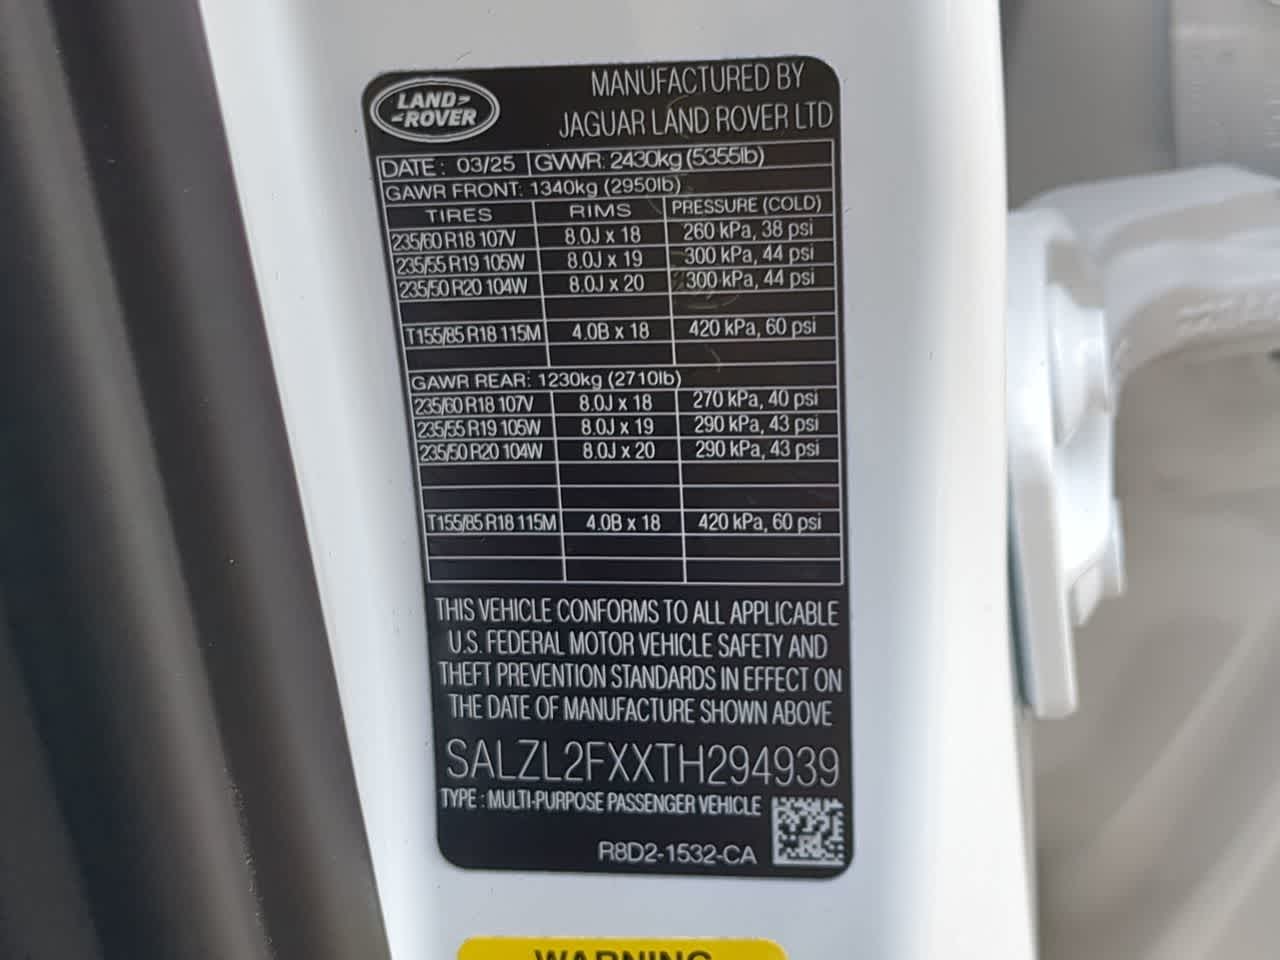 LAND
ROVER
MANUFACTURED BY
JAGUAR LAND ROVER LTD
DATE : 03/25 GVWR: 2430kg (5355lb)
GAWR FRONT: 1340kg (2950lb)
TIRES RIMS PRESSURE (COLD)
235/60 R18 107V 8.0J x 18 260 kPa, 38 psi
235/55 R19 105W 8.0J x 19 300 kPa, 44 psi
235/50 R20 104W 8.0J x 20 300 kPa, 44 psi
T155/85 R18 115M 4.0B x 18 420 kPa, 60 psi
GAWR REAR: 1230kg (2710lb)
235/60 R18 107V 8.0J x 18 270 kPa, 40 psi
235/55 R19 105W 8.0J x 19 290 kPa, 43 psi
235/50 R20 104W 8.0J x 20 290 kPa, 43 psi
T155/85 R18 115M 4.0B x 18 420 kPa, 60 psi
THIS VEHICLE CONFORMS TO ALL APPLICABLE
U.S. FEDERAL MOTOR VEHICLE SAFETY AND
THEFT PREVENTION STANDARDS IN EFFECT ON
THE DATE OF MANUFACTURE SHOWN ABOVE
SALZL2FXXTH294939
TYPE : MULTI-PURPOSE PASSENGER VEHICLE
R8D2-1532-CA
WARNING